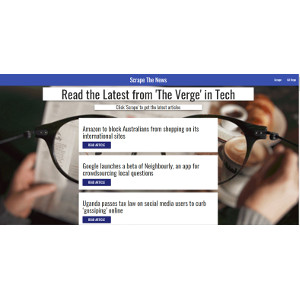 Scrape The News
Scrape
Read the Latest from 'The Verge' in Tech
Click 'Scrape' to get the latest articles
Amazon to block Australians from shopping on its
international sites
READ ARTICLE
Google launches a beta of Neighbourly, an app for
crowdsourcing local questions
READ ARTICLE
Uganda passes tax law on social media users to curb
'gossiping' online
READ ARTICLE